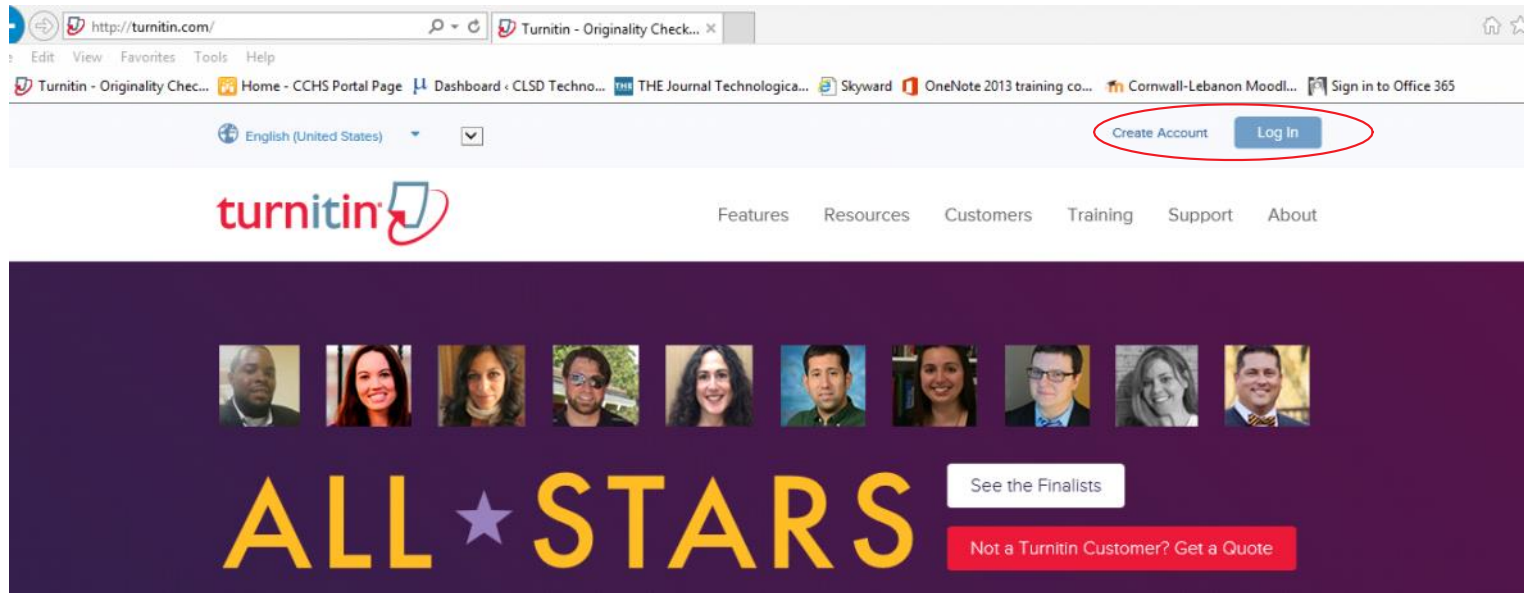 http://turnitin.com/
Turnitin - Originality Check...
Edit View Favorites Tools Help
Turnitin - Originality Chec... Home - CCHS Portal Page Dashboard ‹ CLSD Techno... THE THE Journal Technologica... Skyward OneNote 2013 training co... Cornwall-Lebanon Moodl... Sign in to Office 365
English (United States) Create Account Log In
turnitin Features Resources Customers Training Support About
ALL ★ STARS
See the Finalists
Not a Turnitin Customer? Get a Quote